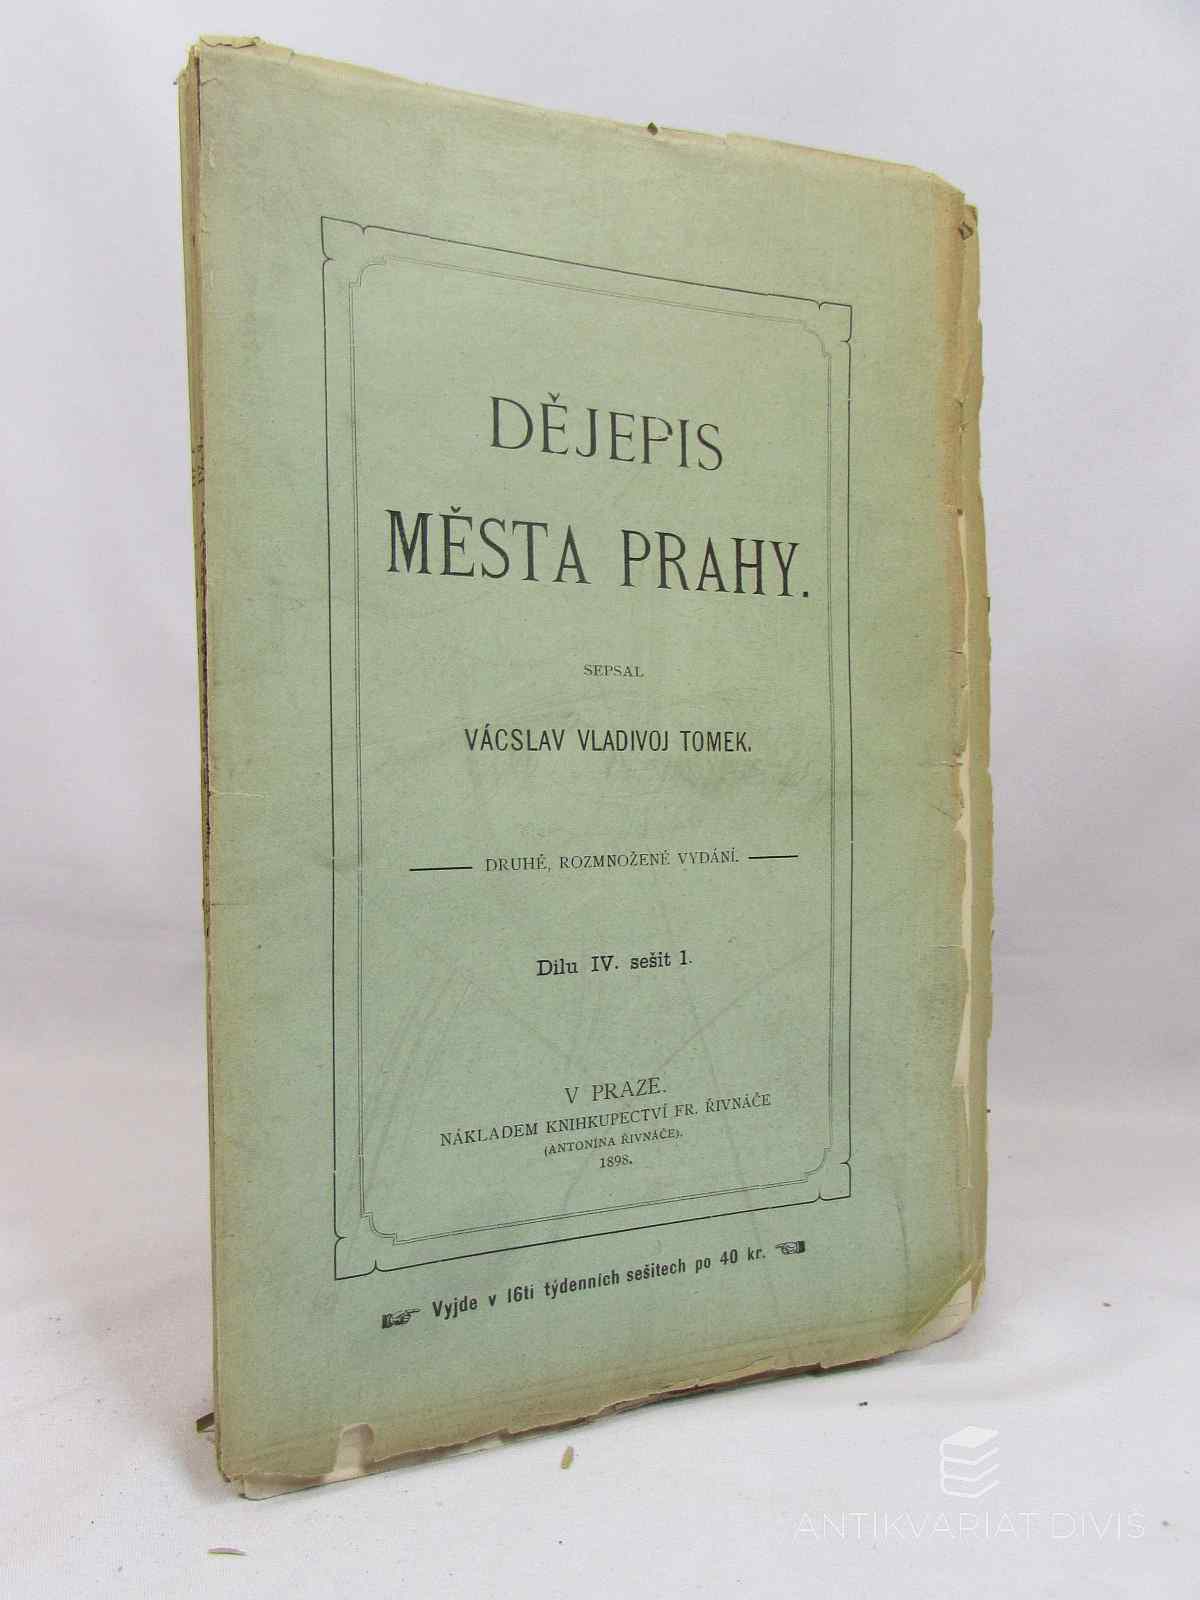 DĚJEPIS
MĚSTA PRAHY.
SEPSAL
VÁCSLAV VLADIVOJ TOMEK.
DRUHÉ, ROZMNOŽENÉ VYDÁNÍ.
Dílu IV. sešit 1.
V PRAZE.
NÁKLADEM KNIHKUPECTVÍ FR. ŘIVNÁČE
(ANTONÍNA ŘIVNÁČE).
1898.
Vyjde v 16ti týdenních sešitech po 40 kr.
ANTIKVARIAT DIVIŠ